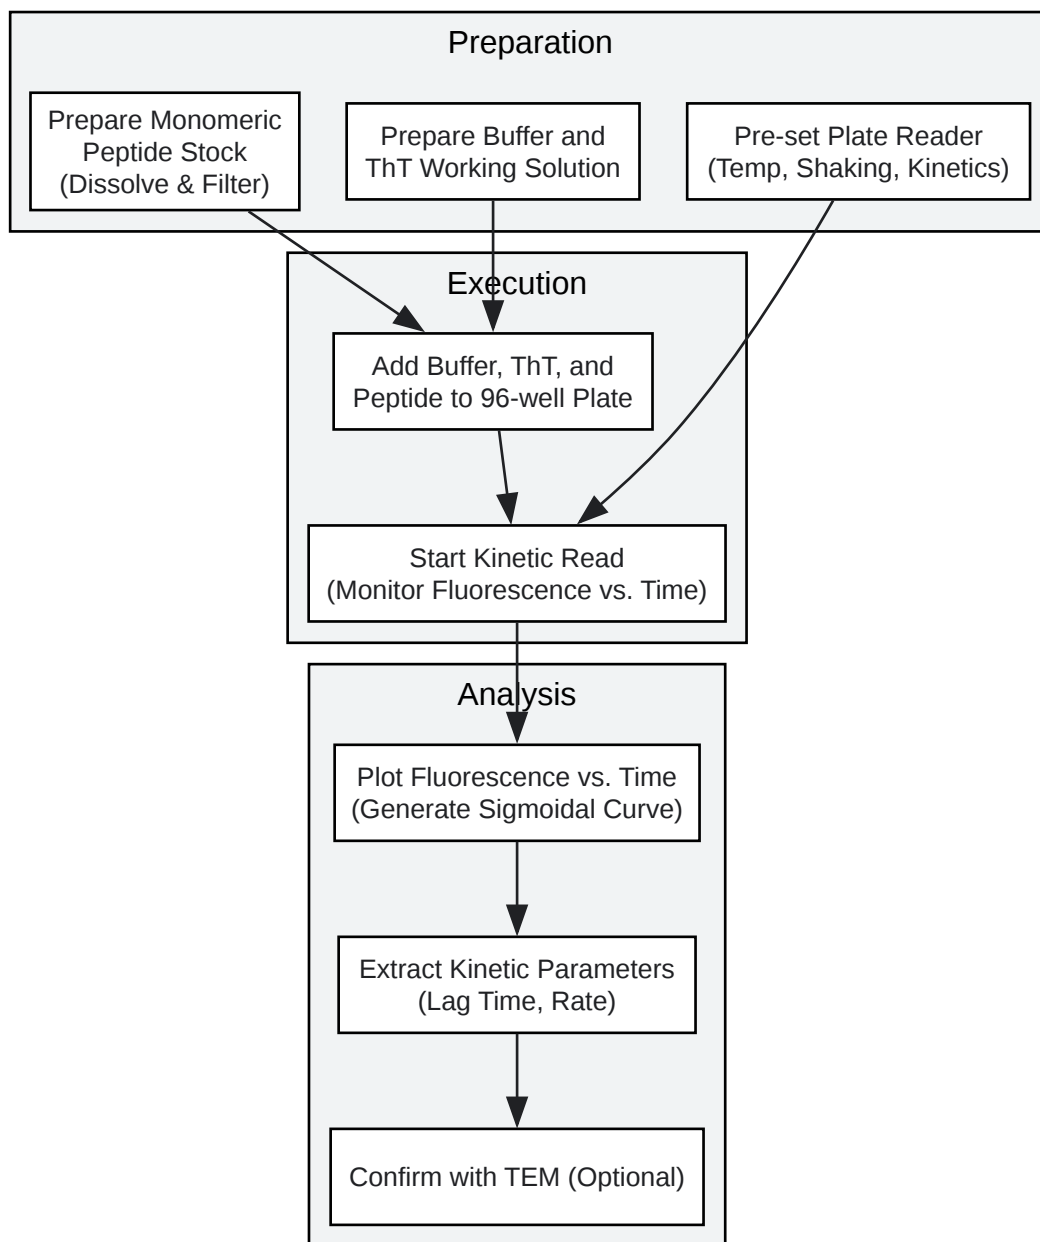 Preparation
Prepare Monomeric
Peptide Stock
(Dissolve & Filter)
Prepare Buffer and
ThT Working Solution
Pre-set Plate Reader
(Temp, Shaking, Kinetics)
Execution
Add Buffer, ThT, and
Peptide to 96-well Plate
Start Kinetic Read
(Monitor Fluorescence vs. Time)
Analysis
Plot Fluorescence vs. Time
(Generate Sigmoidal Curve)
Extract Kinetic Parameters
(Lag Time, Rate)
Confirm with TEM (Optional)